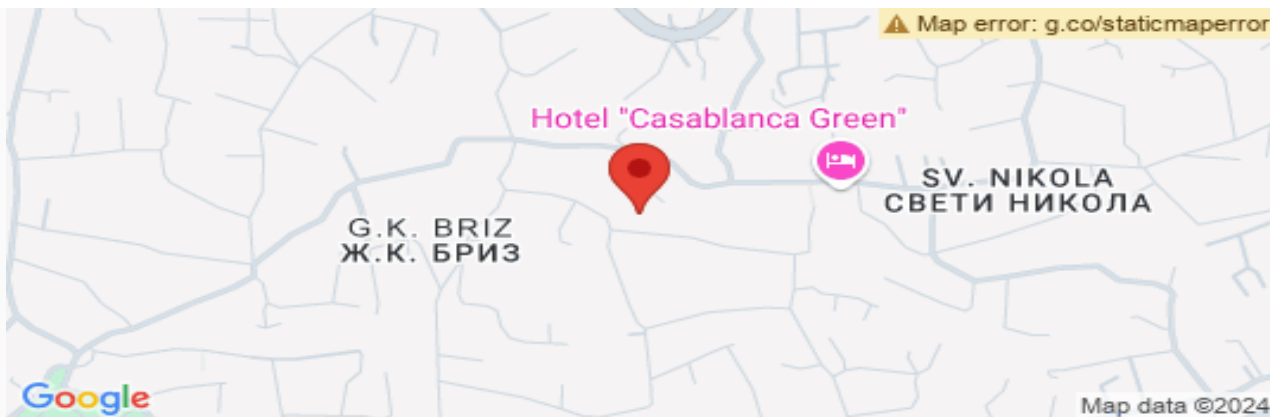 Map error: g.co/staticmaperror
Hotel "Casablanca Green"
SV. NIKOLA
СВЕТИ НИКОЛА
G.K. BRIZ
Ж.К. БРИЗ
Google
Map data ©2024